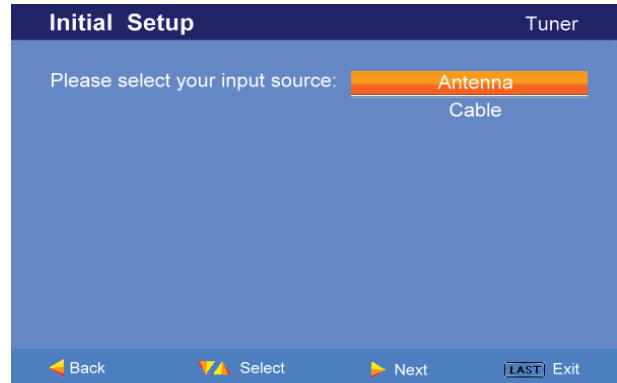 Initial Setup Tuner
Please select your input source: Antenna
Cable
Back Select Next LAST Exit